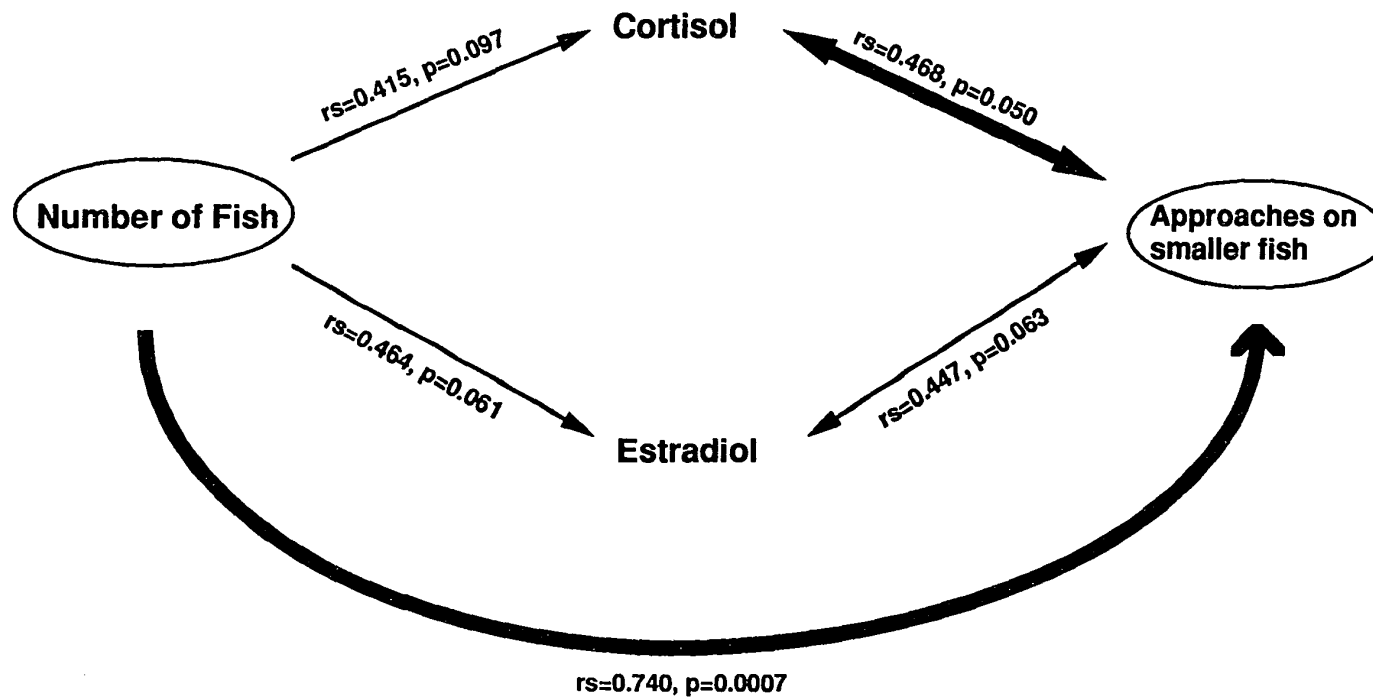 Cortisol
rs=0.415, p=0.097
rs=0.468, p=0.050
Number of Fish
Approaches on
smaller fish
rs=0.464, p=0.061
rs=0.447, p=0.063
Estradiol
rs=0.740, p=0.0007